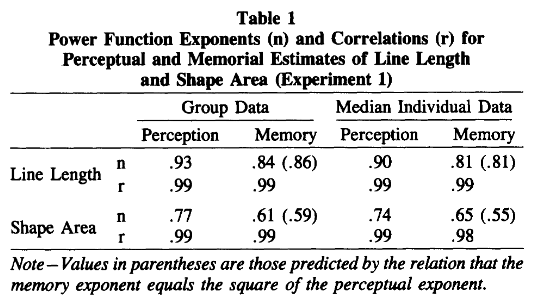 Table 1
Power Function Exponents (n) and Correlations (r) for
Perceptual and Memorial Estimates of Line Length
and Shape Area (Experiment 1)
Group Data Median Individual Data
Perception Memory Perception Memory
Line Length n .93 .84 (.86) .90 .81 (.81)
r .99 .99 .99 .99
Shape Area n .77 .61 (.59) .74 .65 (.55)
r .99 .99 .99 .98
Note—Values in parentheses are those predicted by the relation that the
memory exponent equals the square of the perceptual exponent.